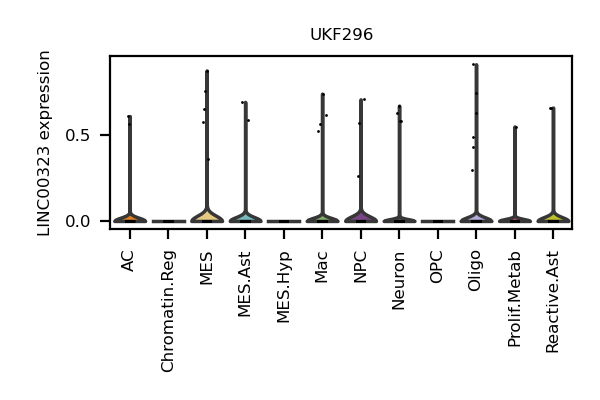 UKF296
LINC00323 expression
0.5
0.0
AC
Chromatin.Reg
MES
MES.Ast
MES.Hyp
Mac
NPC
Neuron
OPC
Oligo
Prolif.Metab
Reactive.Ast